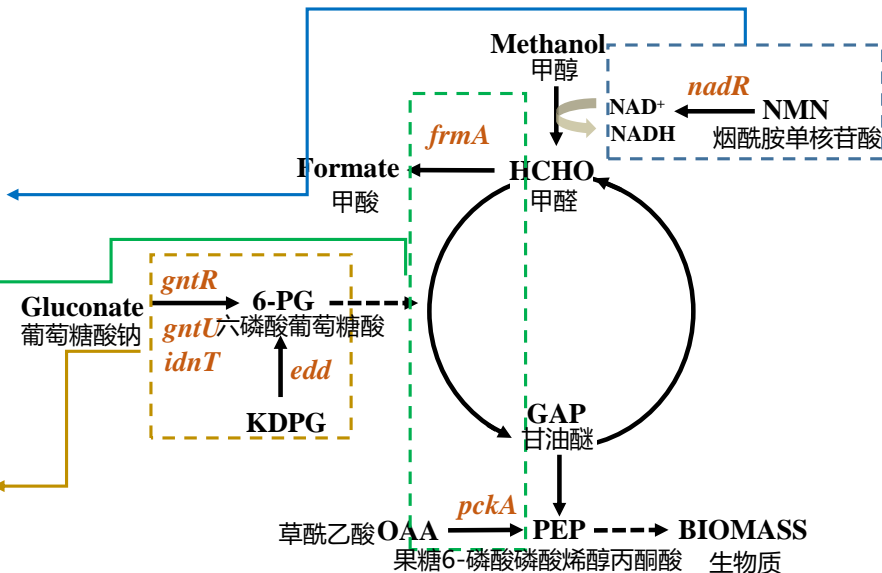 Methanol
甲醇
nadR
NAD⁺
NMN
NADH
烟酰胺单核苷酸
frmA
Formate
HCHO
甲酸
甲醛
gntR
Gluconate
6-PG
葡萄糖酸钠
gntU
六磷酸葡萄糖酸
idnT
edd
KDPG
GAP
甘油醚
pckA
草酰乙酸OAA
PEP
BIOMASS
果糖6-磷酸磷酸烯醇丙酮酸
生物质